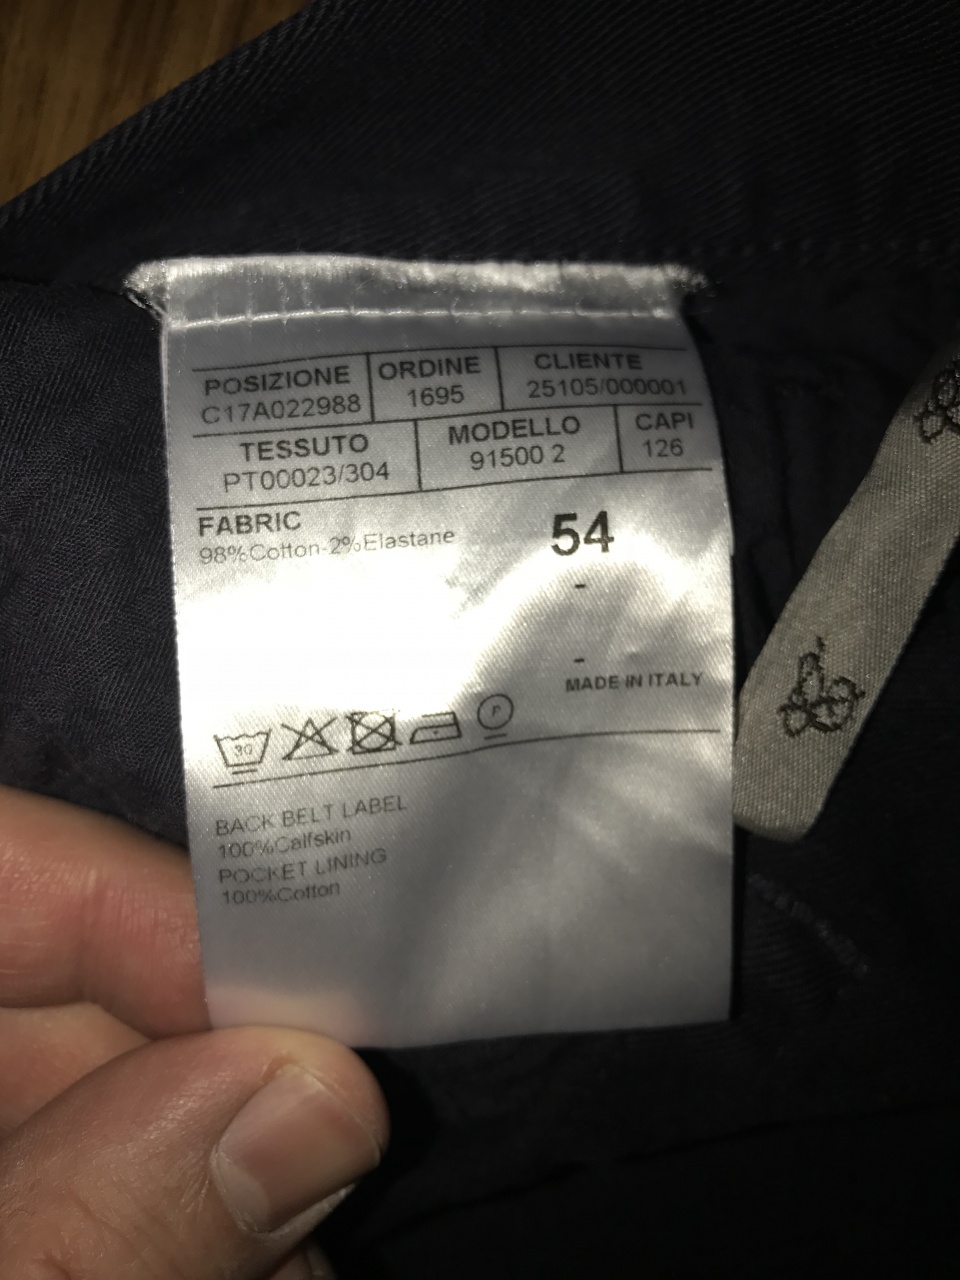 POSIZIONE ORDINE CLIENTE
C17A022988 1695 25105/000001
TESSUTO MODELLO CAPI
PT00023/304 91500 2 126
FABRIC
98%Cotton-2%Elastane
54
-
-
MADE IN ITALY
30 P
BACK BELT LABEL
100%Calfskin
POCKET LINING
100%Cotton